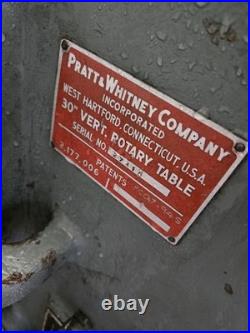 PRATT & WHITNEY COMPANY
INCORPORATED
WEST HARTFORD, CONNECTICUT, U.S.A.
30" VERT. ROTARY TABLE
SERIAL NO.
PATENTS
2,177,006